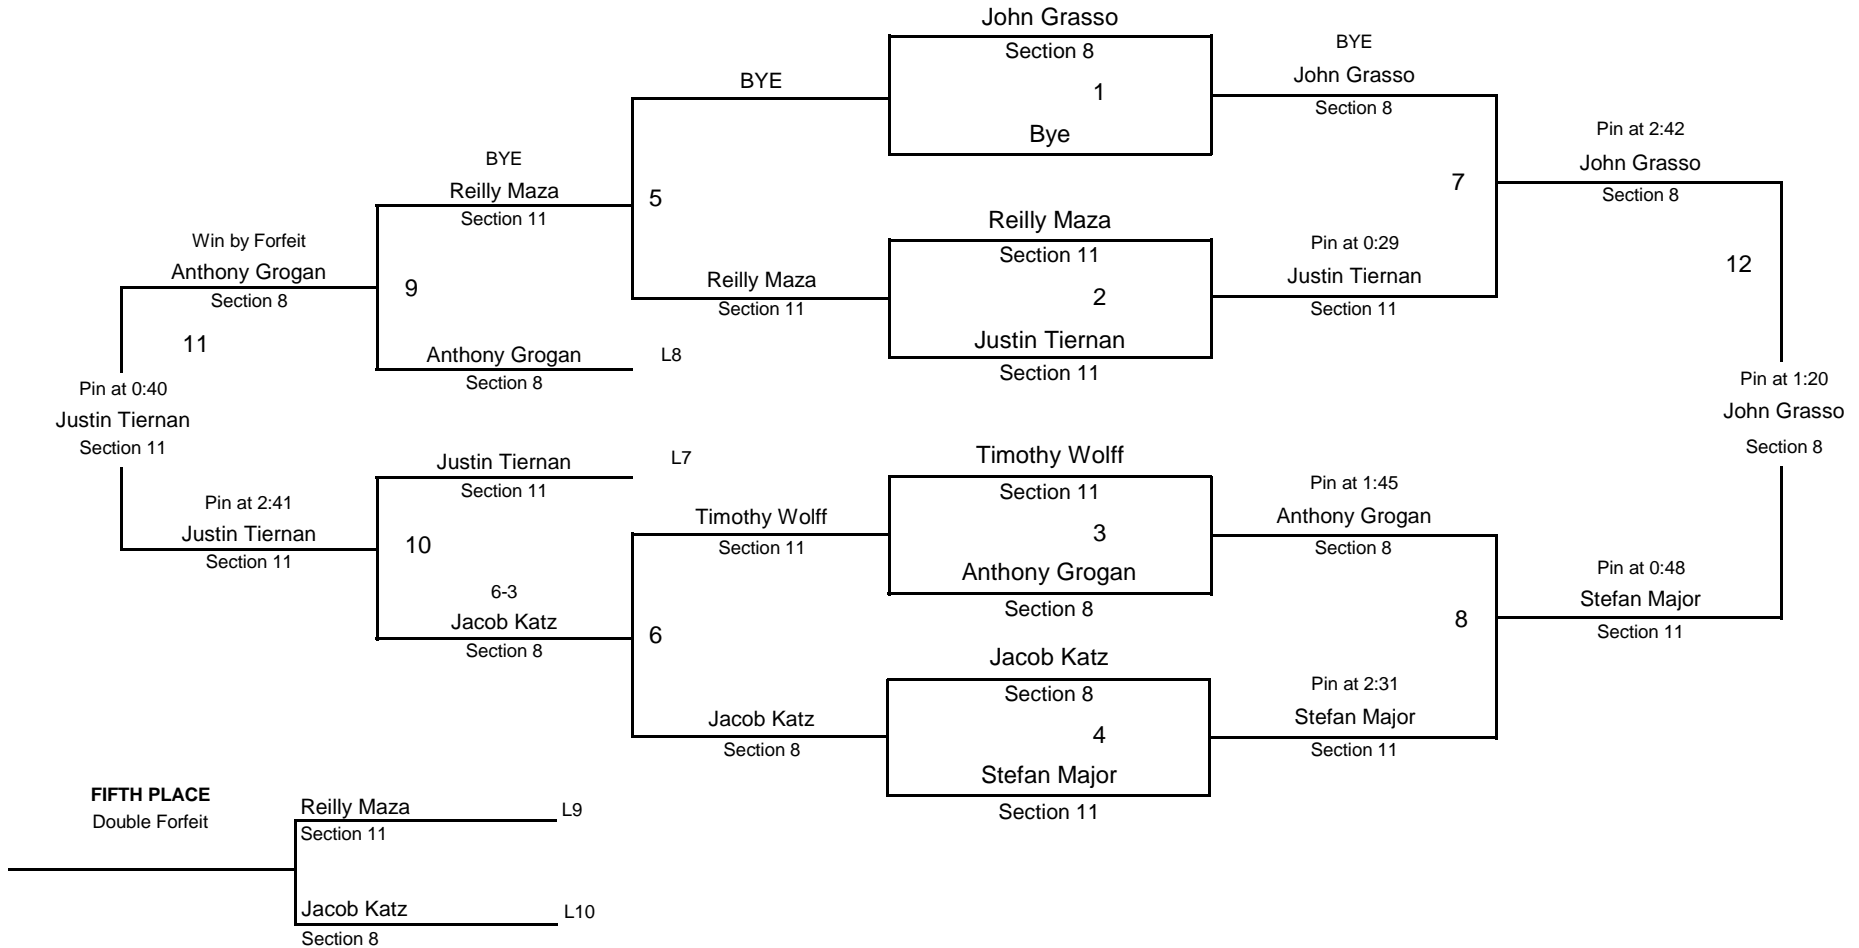 John Grasso
Section 8
1
Bye
BYE
John Grasso
Section 8
BYE
Pin at 2:42
John Grasso
Section 8
7
BYE
Reilly Maza
Section 11
5
Reilly Maza
Section 11
2
Justin Tiernan
Section 11
Pin at 0:29
Justin Tiernan
Section 11
12
Win by Forfeit
Anthony Grogan
Section 8
9
Reilly Maza
Section 11
11
Anthony Grogan
Section 8
L8
Pin at 0:40
Justin Tiernan
Section 11
Pin at 1:20
John Grasso
Section 8
Justin Tiernan
Section 11
L7
Timothy Wolff
Section 11
3
Anthony Grogan
Section 8
Pin at 1:45
Anthony Grogan
Section 8
Pin at 2:41
Justin Tiernan
Section 11
10
Timothy Wolff
Section 11
6-3
Jacob Katz
Section 8
6
8
Pin at 0:48
Stefan Major
Section 11
Jacob Katz
Section 8
4
Stefan Major
Section 11
Pin at 2:31
Stefan Major
Section 11
Jacob Katz
Section 8
FIFTH PLACE
Double Forfeit
Reilly Maza
Section 11
L9
Jacob Katz
Section 8
L10